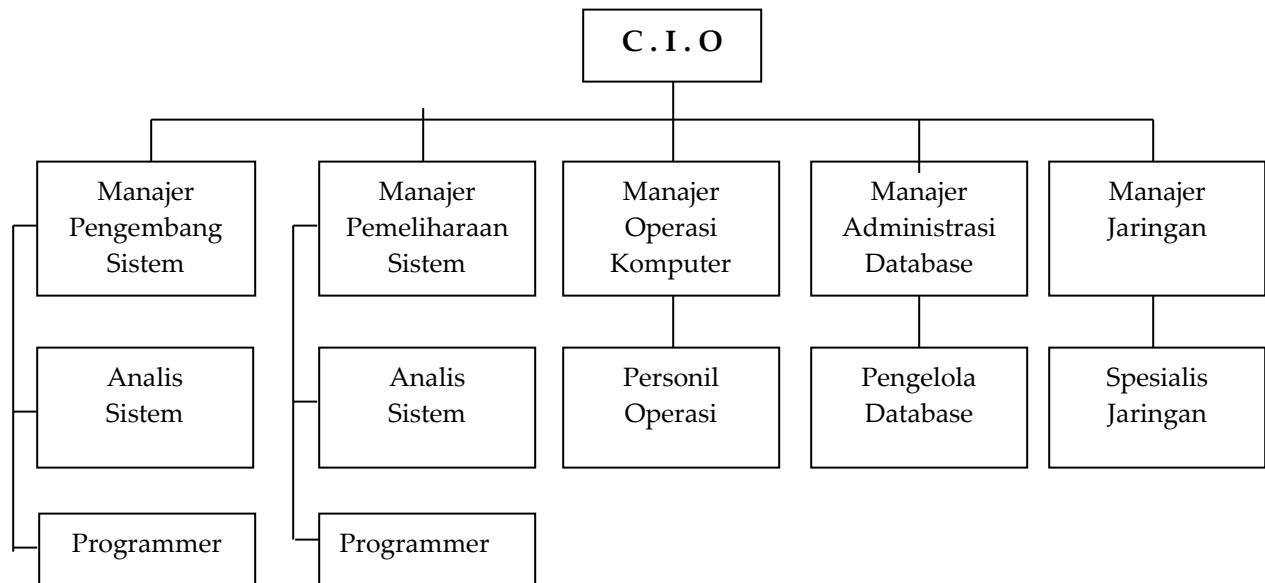 C . I . O
Manajer
Pengembang
Sistem
Manajer
Pemeliharaan
Sistem
Manajer
Operasi
Komputer
Manajer
Administrasi
Database
Manajer
Jaringan
Analis
Sistem
Analis
Sistem
Personil
Operasi
Pengelola
Database
Spesialis
Jaringan
Programmer
Programmer